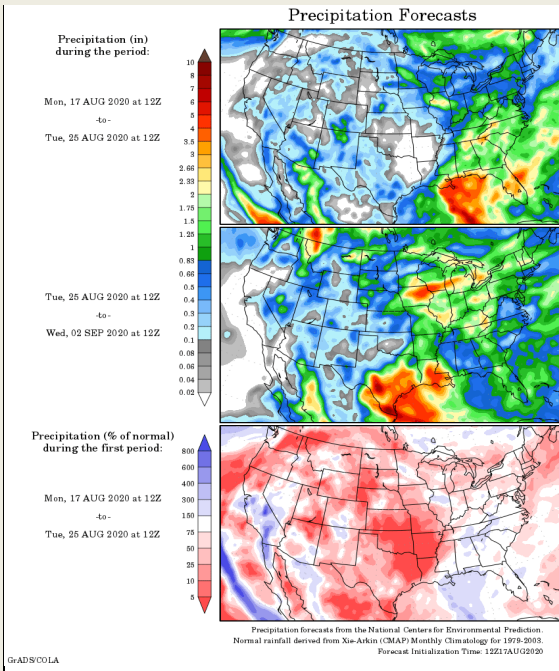 Precipitation Forecasts
Precipitation (in)
during the period:
Mon, 17 AUG 2020 at 12Z
-to-
Tue, 25 AUG 2020 at 12Z
10
8
7
6
5
4
3.5
3
2.66
2.33
2
1.75
1.5
1.25
1
0.83
0.66
0.5
0.4
0.3
0.2
0.1
0.08
0.06
0.04
0.02
Tue, 25 AUG 2020 at 12Z
-to-
Wed, 02 SEP 2020 at 12Z
Precipitation (% of normal)
during the first period:
Mon, 17 AUG 2020 at 12Z
-to-
Tue, 25 AUG 2020 at 12Z
800
600
400
300
150
75
50
25
10
5
Precipitation forecasts from the National Centers for Environmental Prediction.
Normal rainfall derived from Xie-Arkin (CMAP) Monthly Climatology for 1979-2003.
Forecast Initialization Time: 12Z17AUG2020
GrADS/COLA